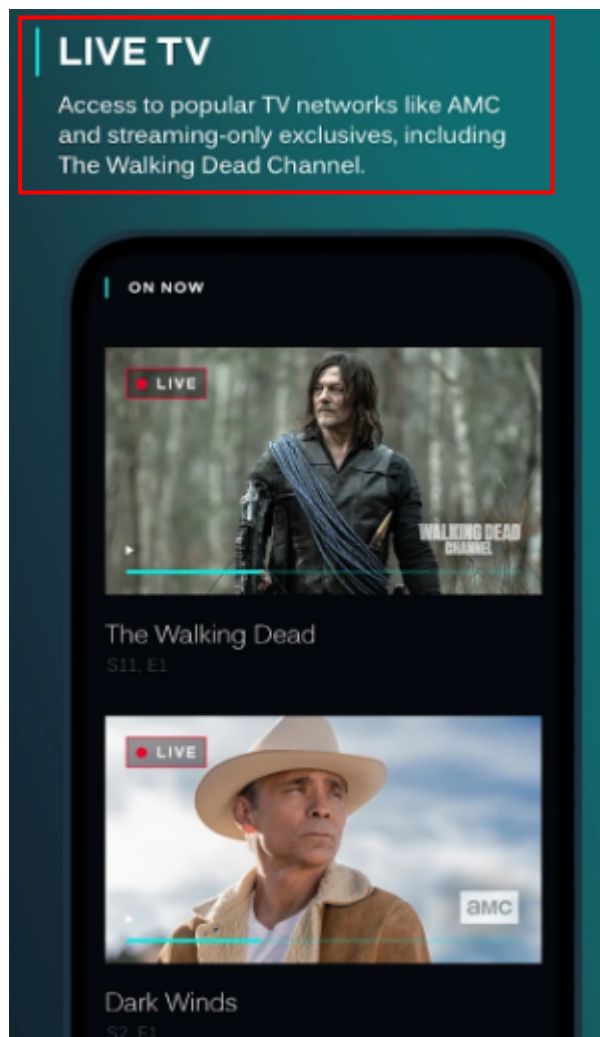 LIVE TV
Access to popular TV networks like AMC
and streaming-only exclusives, including
The Walking Dead Channel.
ON NOW
LIVE
WALKING DEAD
CHANNEL
The Walking Dead
S11, E1
LIVE
aMC
Dark Winds
S2, E1